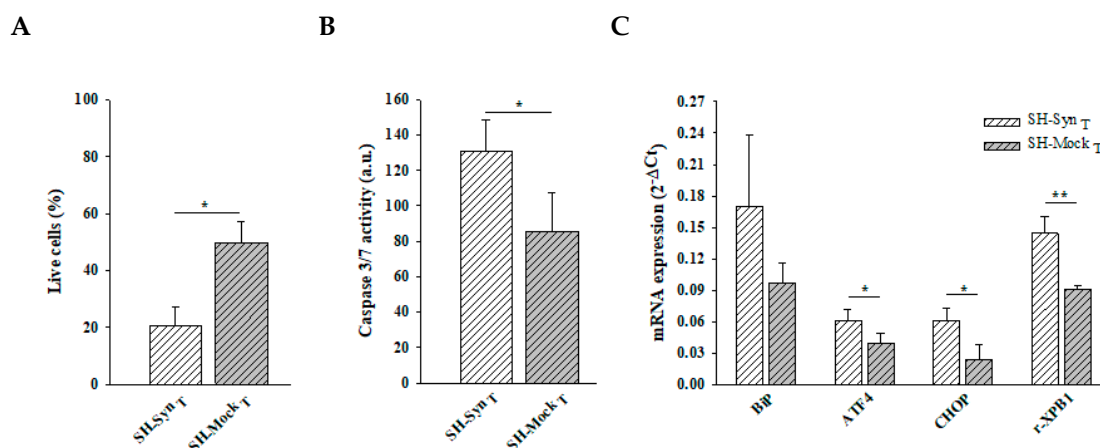 A
B
C
Live cells (%)
100
80
60
40
20
0
*
SH-Syn T
SH-Mock T
Caspase 3/7 activity (a.u.)
160
140
120
100
80
60
40
20
0
*
SH-Syn T
SH-Mock T
mRNA expression (2-ΔCt)
0.27
0.24
0.21
0.18
0.15
0.12
0.09
0.06
0.03
0.00
SH-Syn T
SH-Mock T
*
*
**
BiP
ATF4
CHOP
r-XPB1